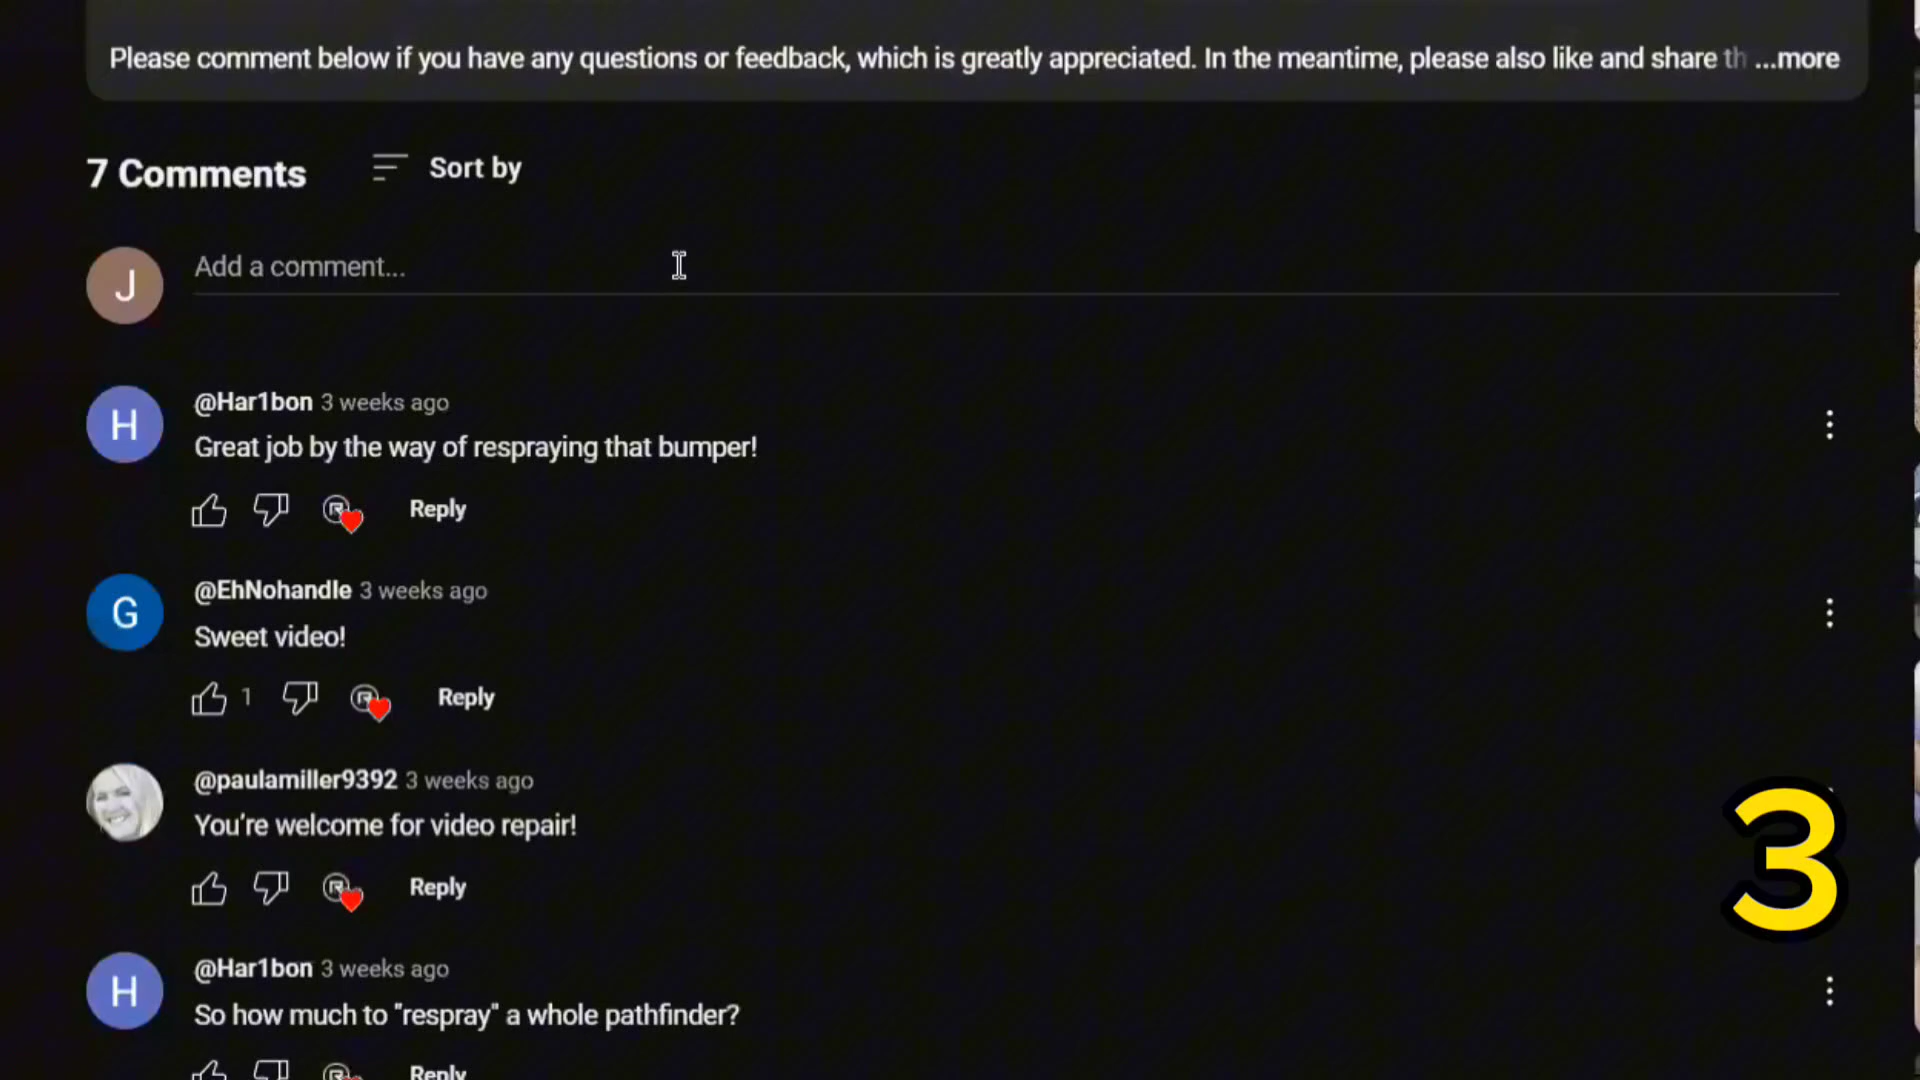 Please comment below if you have any questions or feedback, which is greatly appreciated. In the meantime, please also like and share th ...more
7 Comments
Sort by
J
Add a comment...
H
@Har1bon 3 weeks ago
Great job by the way of respraying that bumper!
Reply
G
@EhNohandle 3 weeks ago
Sweet video!
1
Reply
@paulamiller9392 3 weeks ago
You're welcome for video repair!
Reply
3
H
@Har1bon 3 weeks ago
So how much to "respray" a whole pathfinder?
Reply